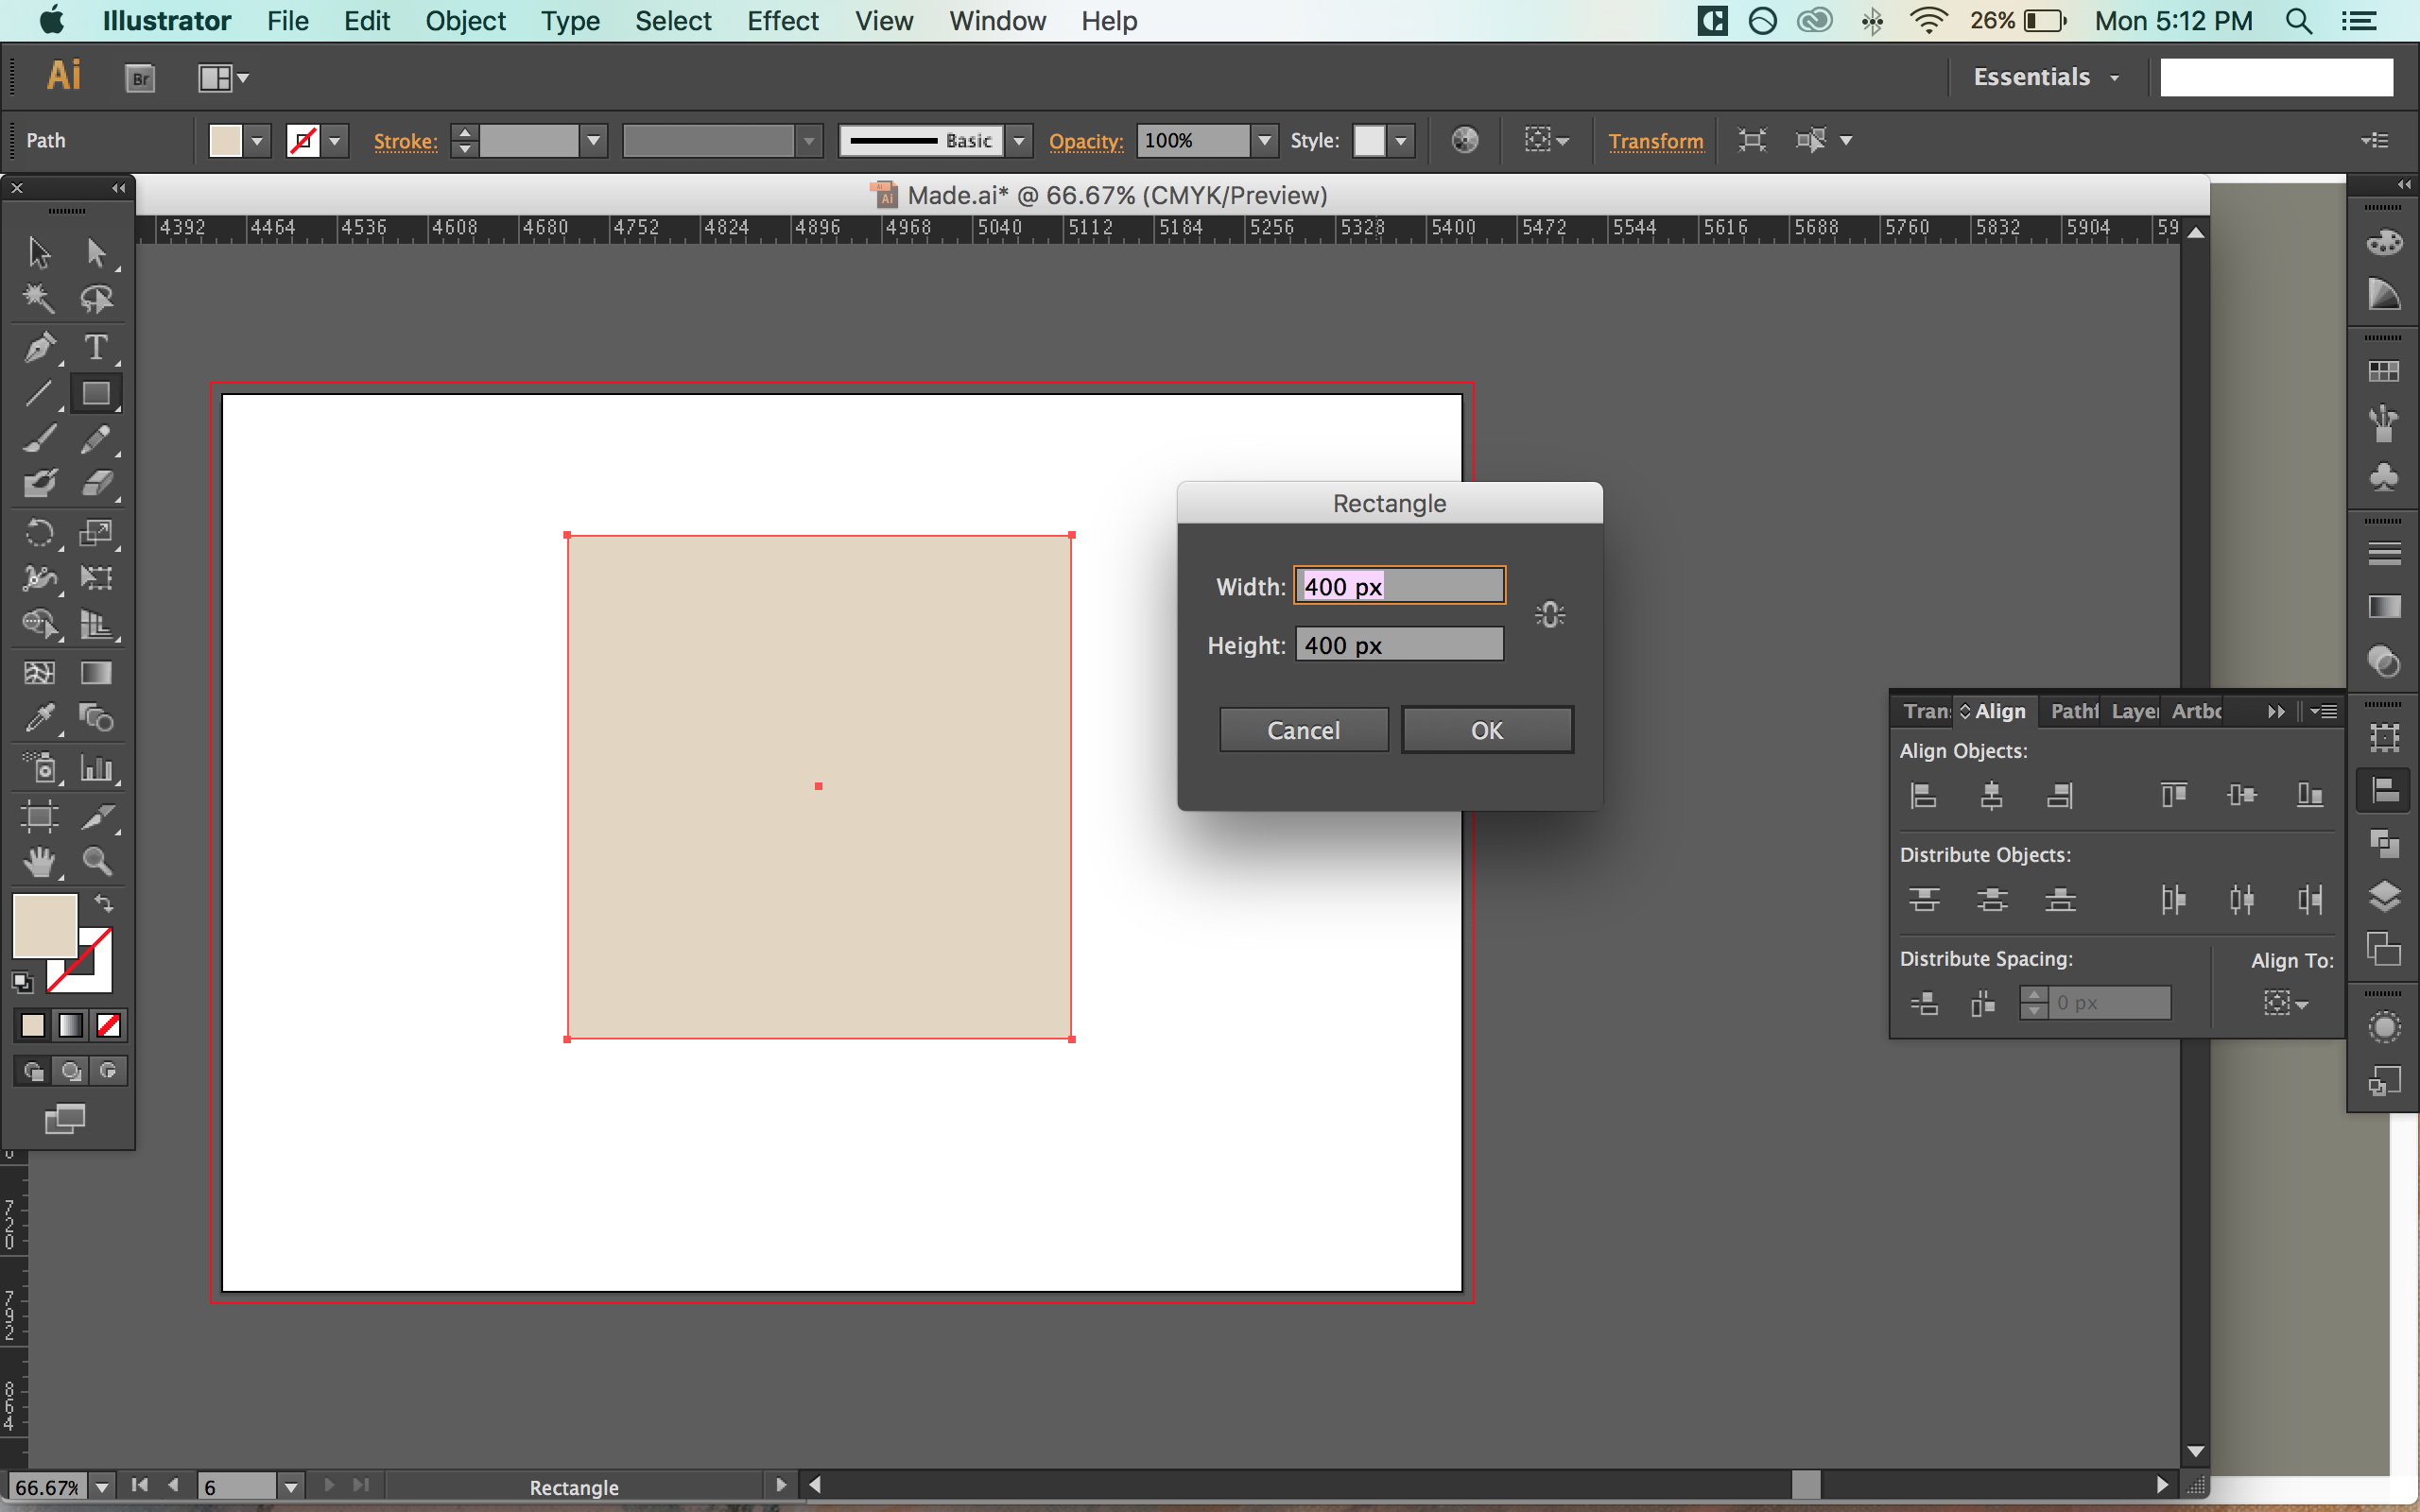 Illustrator File Edit Object Type Select Effect View Window Help 26% Mon 5:12 PM
Ai Br Essentials
Path Stroke: Basic Opacity: 100% Style: Transform
Made.ai* @ 66.67% (CMYK/Preview)
4392 4464 4536 4608 4680 4752 4824 4896 4968 5040 5112 5184 5256 5328 5400 5472 5544 5616 5688 5760 5832 5904 59
T
Rectangle
Width: 400 px
Height: 400 px
Cancel OK
Tran: Align Pathf Layer Artbo
Align Objects:
Distribute Objects:
Distribute Spacing: Align To:
0 px
720
792
864
66.67% 6 Rectangle